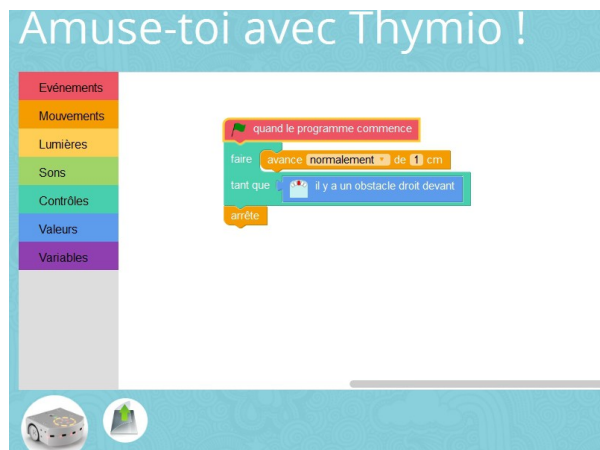 Amuse-toi avec Thymio !
Evénements
Mouvements
Lumières
Sons
Contrôles
Valeurs
Variables
quand le programme commence
faire avance normalement de 1 cm
tant que il y a un obstacle droit devant
arrête